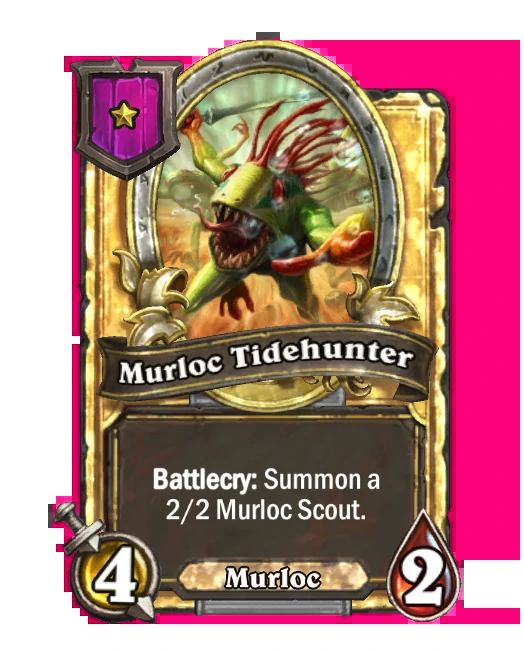 Murloc Tidehunter
Battlecry: Summon a
2/2 Murloc Scout.
4
Murloc
2